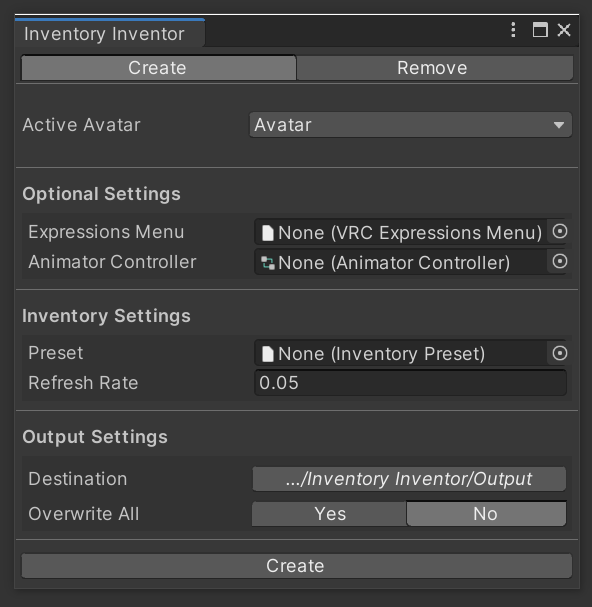 Inventory Inventor
Create Remove
Active Avatar Avatar
Optional Settings
Expressions Menu None (VRC Expressions Menu)
Animator Controller None (Animator Controller)
Inventory Settings
Preset None (Inventory Preset)
Refresh Rate 0.05
Output Settings
Destination .../Inventory Inventor/Output
Overwrite All Yes No
Create